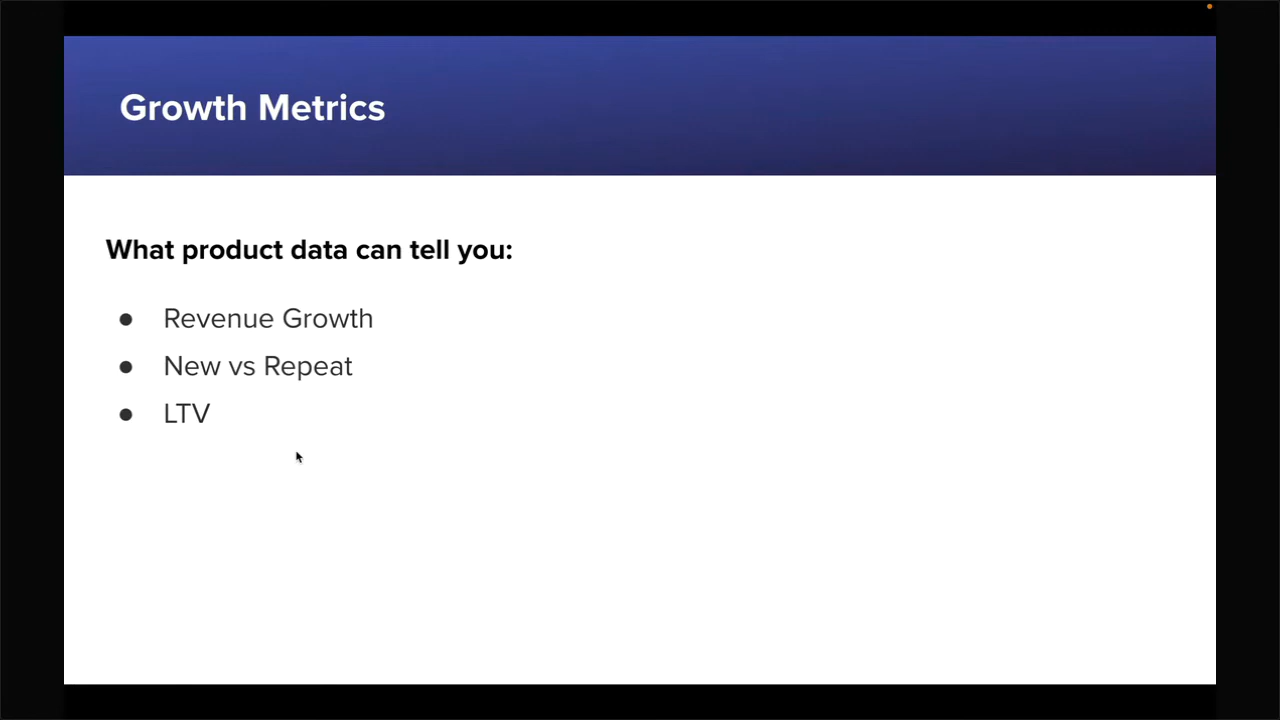 Growth Metrics
What product data can tell you:
● Revenue Growth
● New vs Repeat
● LTV